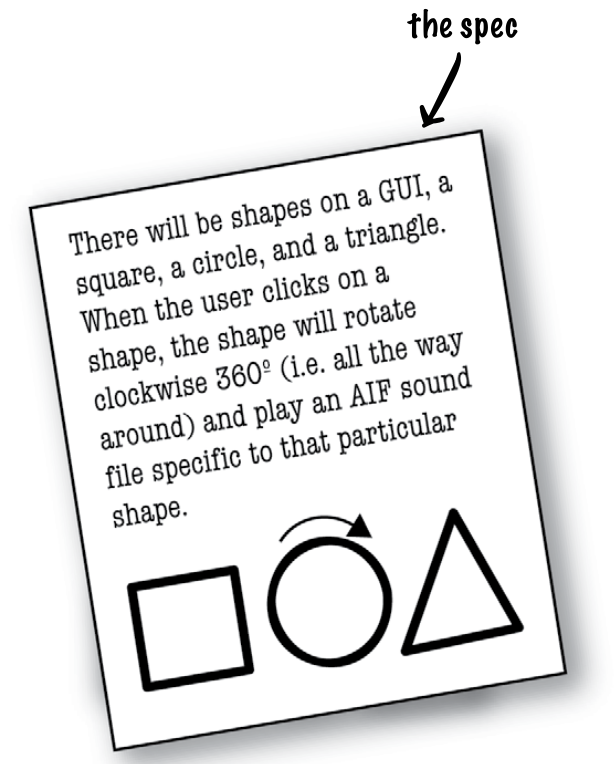 the spec
There will be shapes on a GUI, a
square, a circle, and a triangle.
When the user clicks on a
shape, the shape will rotate
clockwise 360º (i.e. all the way
around) and play an AIF sound
file specific to that particular
shape.